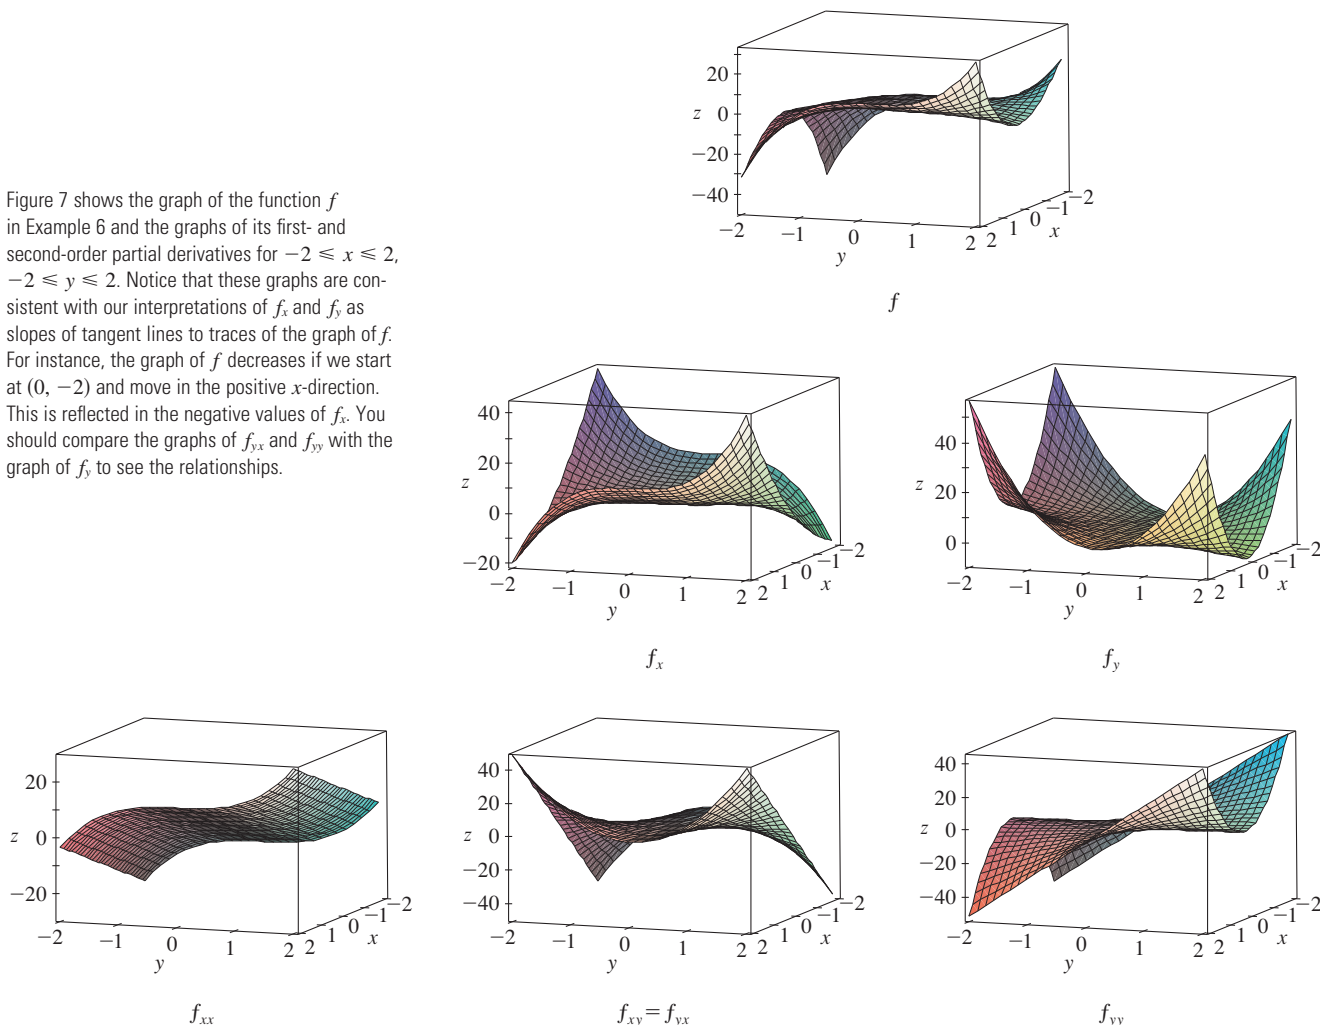 Figure 7 shows the graph of the function f
in Example 6 and the graphs of its first- and
second-order partial derivatives for −2 ≤ x ≤ 2,
−2 ≤ y ≤ 2. Notice that these graphs are con-
sistent with our interpretations of fₓ and f_y as
slopes of tangent lines to traces of the graph of f.
For instance, the graph of f decreases if we start
at (0, −2) and move in the positive x-direction.
This is reflected in the negative values of fₓ. You
should compare the graphs of f_yx and f_yy with the
graph of f_y to see the relationships.
20
z 0
−20
−40
−2 −1 0 1 2 2 1 0 −1 −2
y x
f
40
20
z
0
−20
−2 −1 0 1 2 2 1 0 −1 −2
y x
fₓ
40
z 20
0
−2 −1 0 1 2 2 1 0 −1 −2
y x
f_y
20
z 0
−20
−2 −1 0 1 2 2 1 0 −1 −2
y x
f_xx
40
20
z 0
−20
−40
−2 −1 0 1 2 2 1 0 −1 −2
y x
f_xy = f_yx
40
20
z 0
−20
−40
−2 −1 0 1 2 2 1 0 −1 −2
y x
f_yy